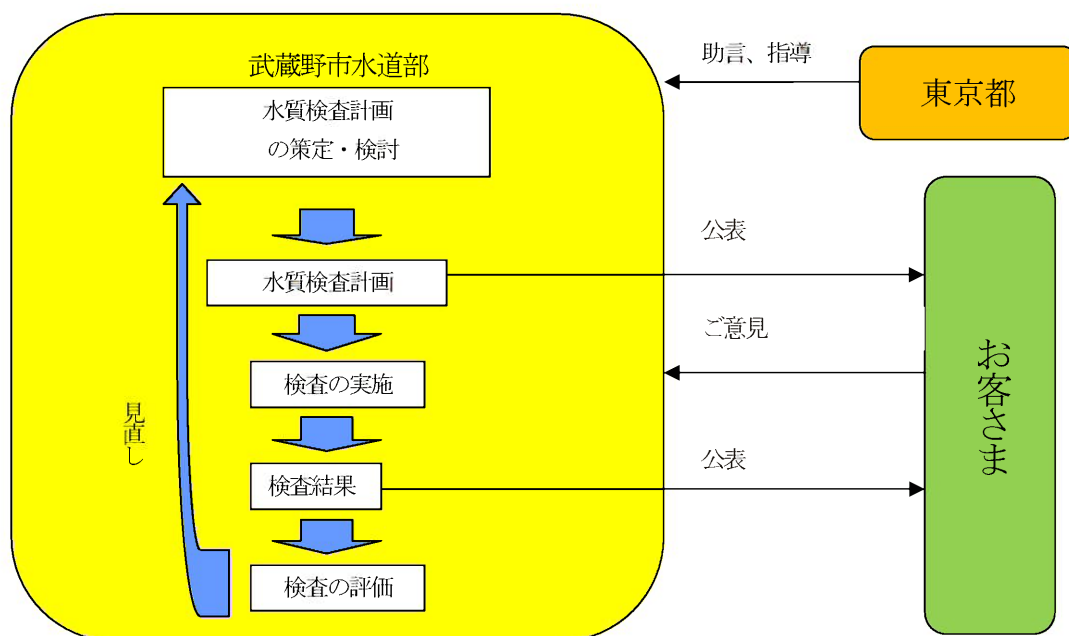 武蔵野市水道部
水質検査計画
の策定・検討
助言、指導
東京都
公表
水質検査計画
ご意見
検査の実施
お客さま
見直し
公表
検査結果
検査の評価